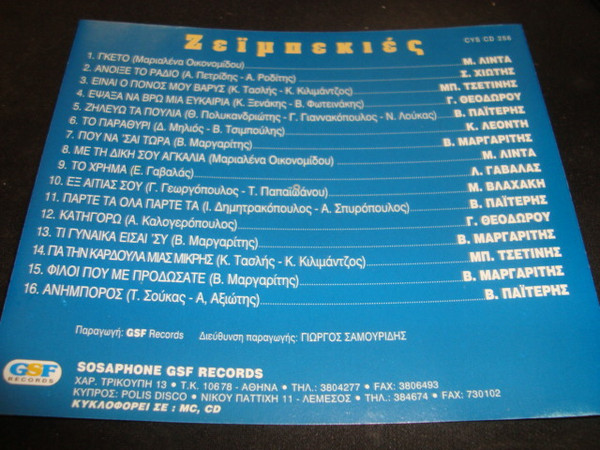 Ζεϊμπεκιές
CYS CD 256
1. ΓΚΕΤΟ (Μαριαλένα Οικονομίδου) Μ. ΛΙΝΤΑ
2. ΑΝΟΙΞΕ ΤΟ ΡΑΔΙΟ (Α. Πετρίδης - Α. Ροδίτης) Σ. ΧΙΩΤΗΣ
3. ΕΙΝΑΙ Ο ΠΟΝΟΣ ΜΟΥ ΒΑΡΥΣ (Κ. Τασλής - Κ. Κιλιμάντζος) ΜΠ. ΤΣΕΤΙΝΗΣ
4. ΕΨΑΞΑ ΝΑ ΒΡΩ ΜΙΑ ΕΥΚΑΙΡΙΑ (Κ. Ξενάκης - Β. Φωτεινάκης) Γ. ΘΕΟΔΩΡΟΥ
5. ΖΗΛΕΥΩ ΤΑ ΠΟΥΛΙΑ (Θ. Πολυκανδριώτης - Γ. Γιαννακόπουλος - Ν. Λούκας) Β. ΠΑΪΤΕΡΗΣ
6. ΤΟ ΠΑΡΑΘΥΡΙ (Δ. Μηλιός - Β. Τσιμπούλης) Κ. ΛΕΟΝΤΗ
7. ΠΟΥ ΝΑ 'ΣΑΙ ΤΩΡΑ (Β. Μαργαρίτης) Β. ΜΑΡΓΑΡΙΤΗΣ
8. ΜΕ ΤΗ ΔΙΚΗ ΣΟΥ ΑΓΚΑΛΙΑ (Μαριαλένα Οικονομίδου) Μ. ΛΙΝΤΑ
9. ΤΟ ΧΡΗΜΑ (Ε. Γαβαλάς) Λ. ΓΑΒΑΛΑΣ
10. ΕΞ ΑΙΤΙΑΣ ΣΟΥ (Γ. Γεωργόπουλος - Τ. Παπαϊωάνου) Μ. ΒΛΑΧΑΚΗ
11. ΠΑΡΤΕ ΤΑ ΟΛΑ ΠΑΡΤΕ ΤΑ (Ι. Δημητρακόπουλος - Α. Σπυρόπουλος) Β. ΠΑΪΤΕΡΗΣ
12. ΚΑΤΗΓΟΡΩ (Α. Καλογερόπουλος) Γ. ΘΕΟΔΩΡΟΥ
13. ΤΙ ΓΥΝΑΙΚΑ ΕΙΣΑΙ 'ΣΥ (Β. Μαργαρίτης) Β. ΜΑΡΓΑΡΙΤΗΣ
14. ΓΙΑ ΤΗΝ ΚΑΡΔΟΥΛΑ ΜΙΑΣ ΜΙΚΡΗΣ (Κ. Τασλής - Κ. Κιλιμάντζος) ΜΠ. ΤΣΕΤΙΝΗΣ
15. ΦΙΛΟΙ ΠΟΥ ΜΕ ΠΡΟΔΩΣΑΤΕ (Β. Μαργαρίτης) Β. ΜΑΡΓΑΡΙΤΗΣ
16. ΑΝΗΜΠΟΡΟΣ (Τ. Σούκας - Α, Αξιώτης) Β. ΠΑΪΤΕΡΗΣ
Παραγωγή: GSF Records Διεύθυνση παραγωγής: ΓΙΩΡΓΟΣ ΣΑΜΟΥΡΙΔΗΣ
GSF
RECORDS
SOSAPHONE GSF RECORDS
ΧΑΡ. ΤΡΙΚΟΥΠΗ 13 • Τ.Κ. 10678 - ΑΘΗΝΑ • ΤΗΛ.: 3804277 • FAX: 3806493
ΚΥΠΡΟΣ: POLIS DISCO • ΝΙΚΟΥ ΠΑΤΤΙΧΗ 11 - ΛΕΜΕΣΟΣ • ΤΗΛ.: 384674 • FAX: 730102
ΚΥΚΛΟΦΟΡΕΙ ΣΕ : MC, CD